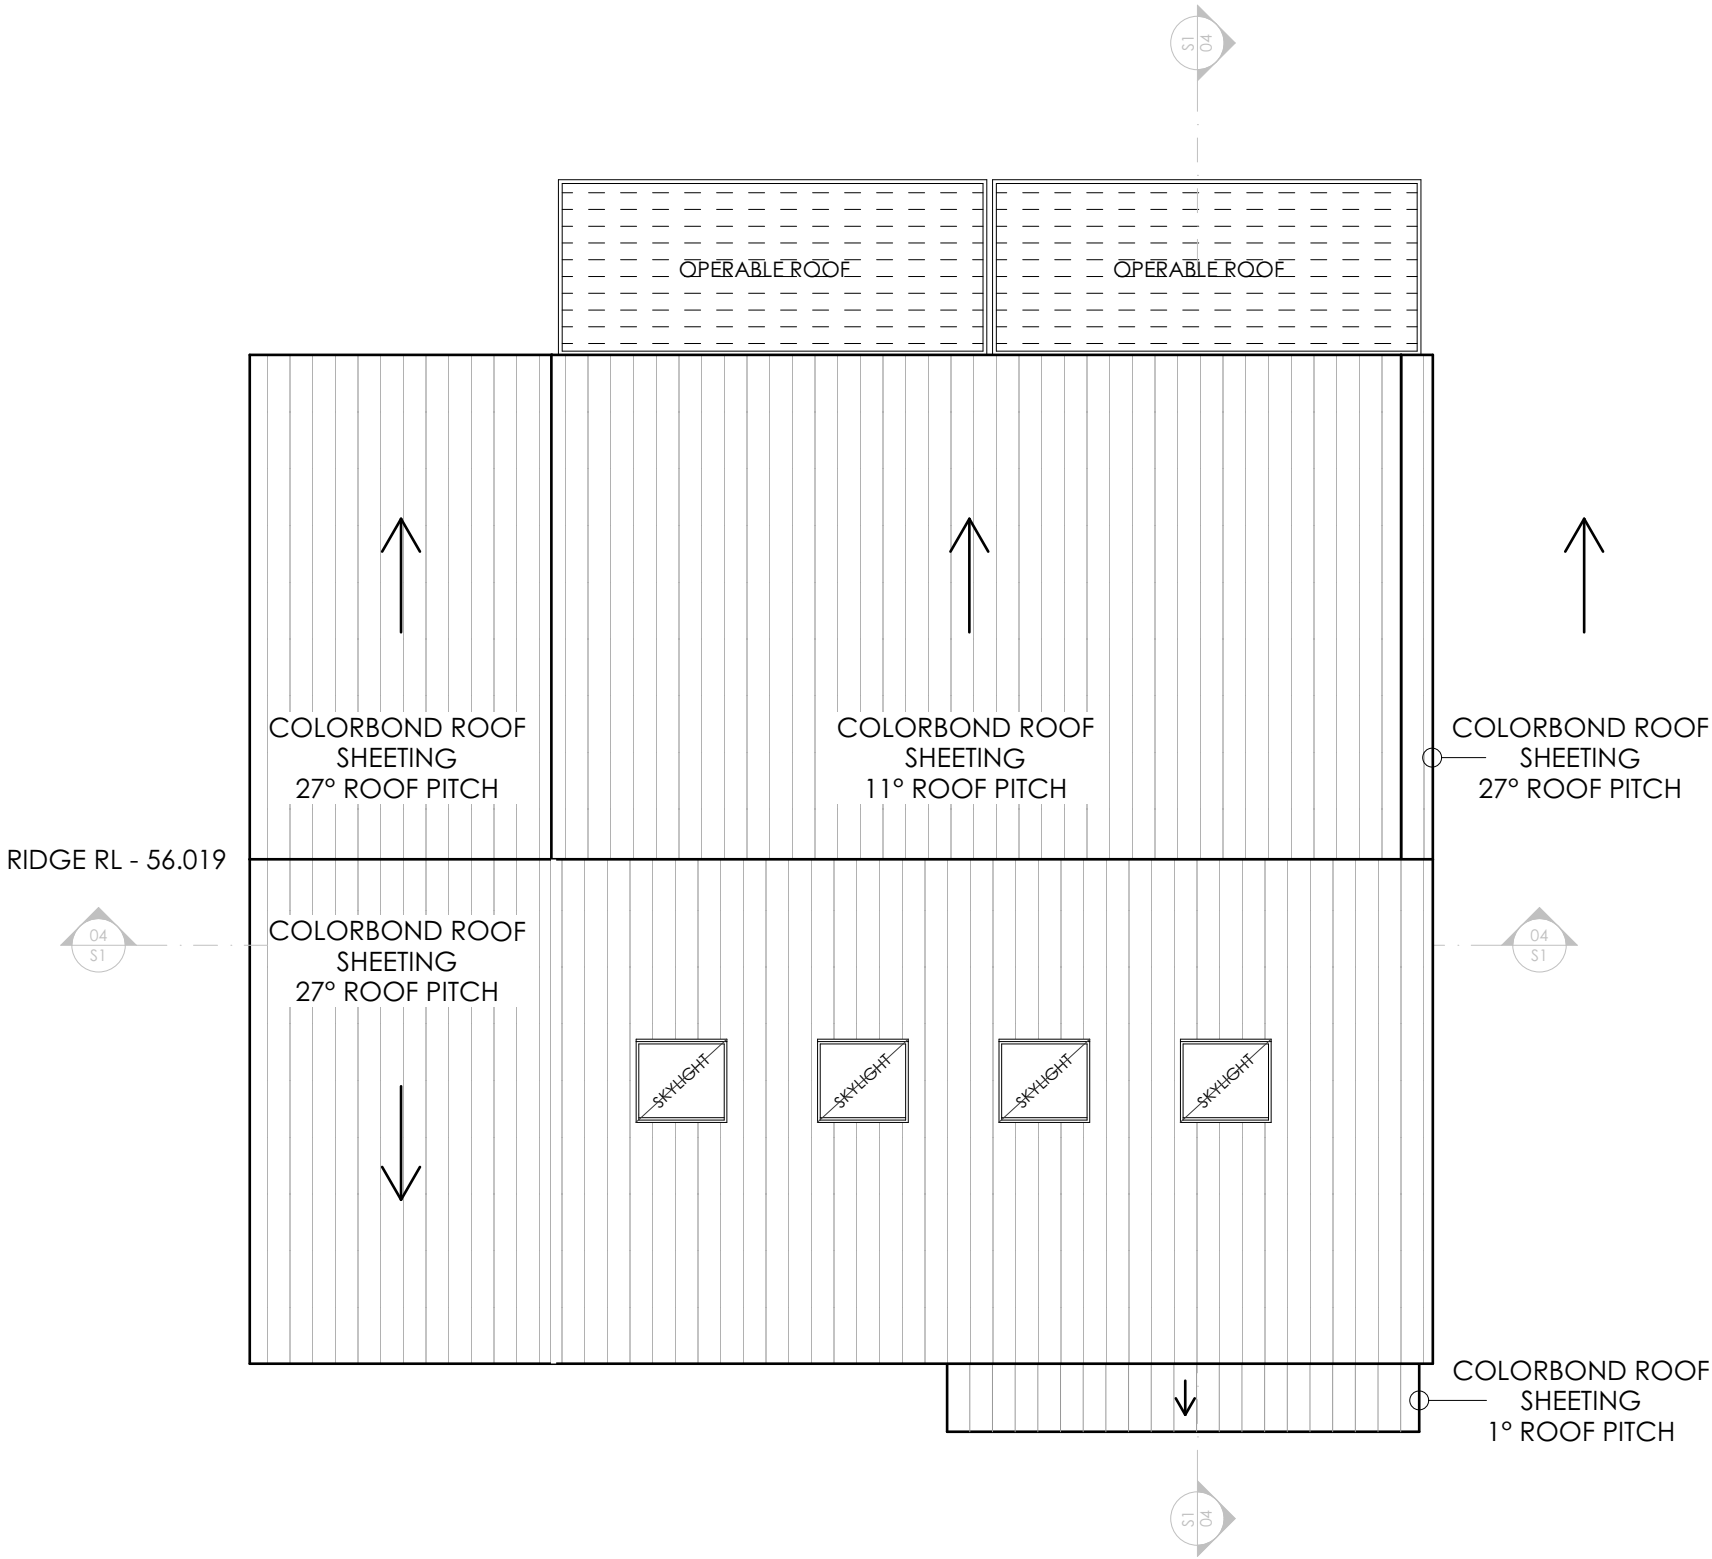 S1
04
OPERABLE ROOF
OPERABLE ROOF
COLORBOND ROOF
SHEETING
27° ROOF PITCH
COLORBOND ROOF
SHEETING
11° ROOF PITCH
COLORBOND ROOF
SHEETING
27° ROOF PITCH
RIDGE RL - 56.019
04
S1
COLORBOND ROOF
SHEETING
27° ROOF PITCH
04
S1
SKYLIGHT
SKYLIGHT
SKYLIGHT
SKYLIGHT
COLORBOND ROOF
SHEETING
1° ROOF PITCH
S1
04